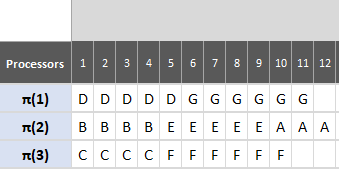 Processors 1 2 3 4 5 6 7 8 9 10 11 12
π(1) D D D D D G G G G G G
π(2) B B B B E E E E E A A A
π(3) C C C C F F F F F F